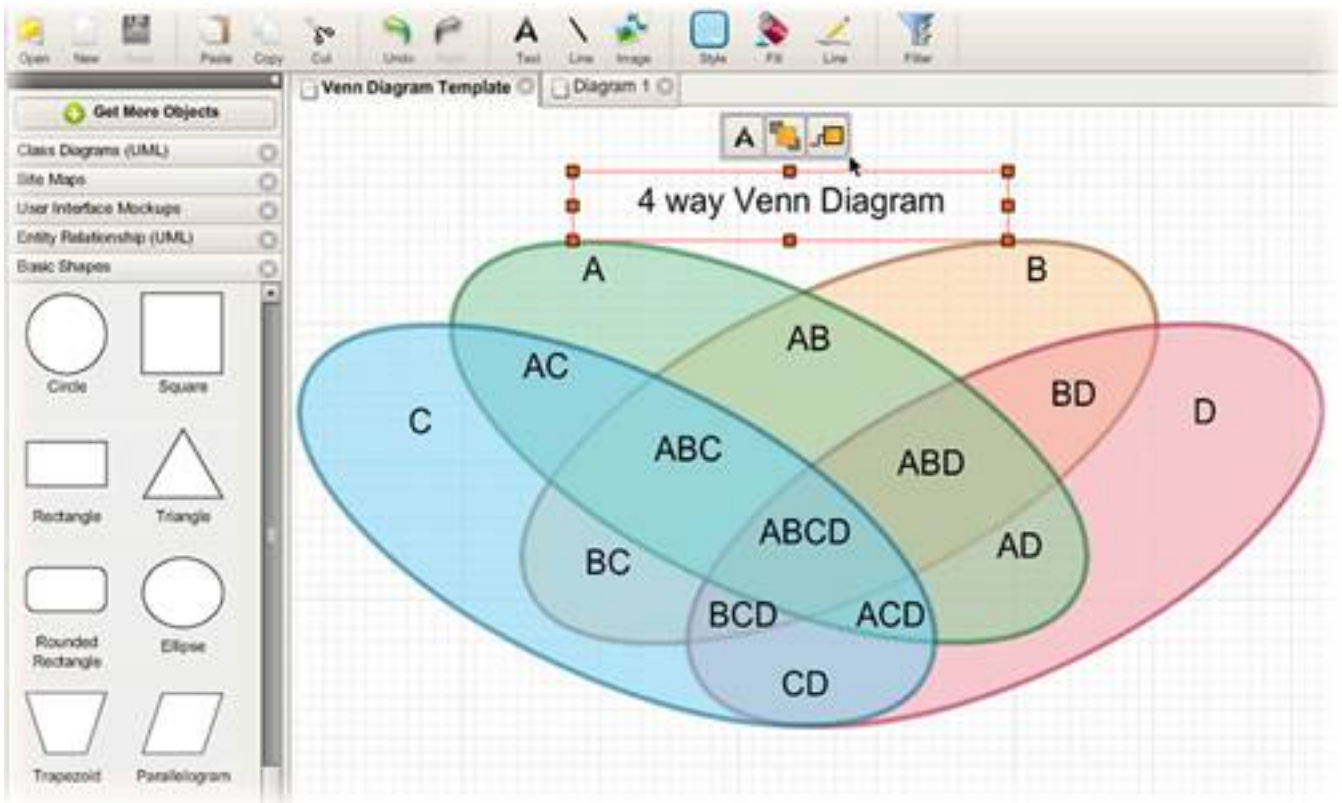 Open New Paste Copy Cut Undo Text Line Image Style Fill Line Filter
Venn Diagram Template Diagram 1
Get More Objects
Class Diagrams (UML)
Site Maps
User Interface Mockups
Entity Relationship (UML)
Basic Shapes
Circle Square
Rectangle Triangle
Rounded Rectangle
Ellipse
Trapezoid Parallelogram
A
4 way Venn Diagram
A B
AB
AC
BD
C D
ABC ABD
ABCD
AD
BC
BCD ACD
CD